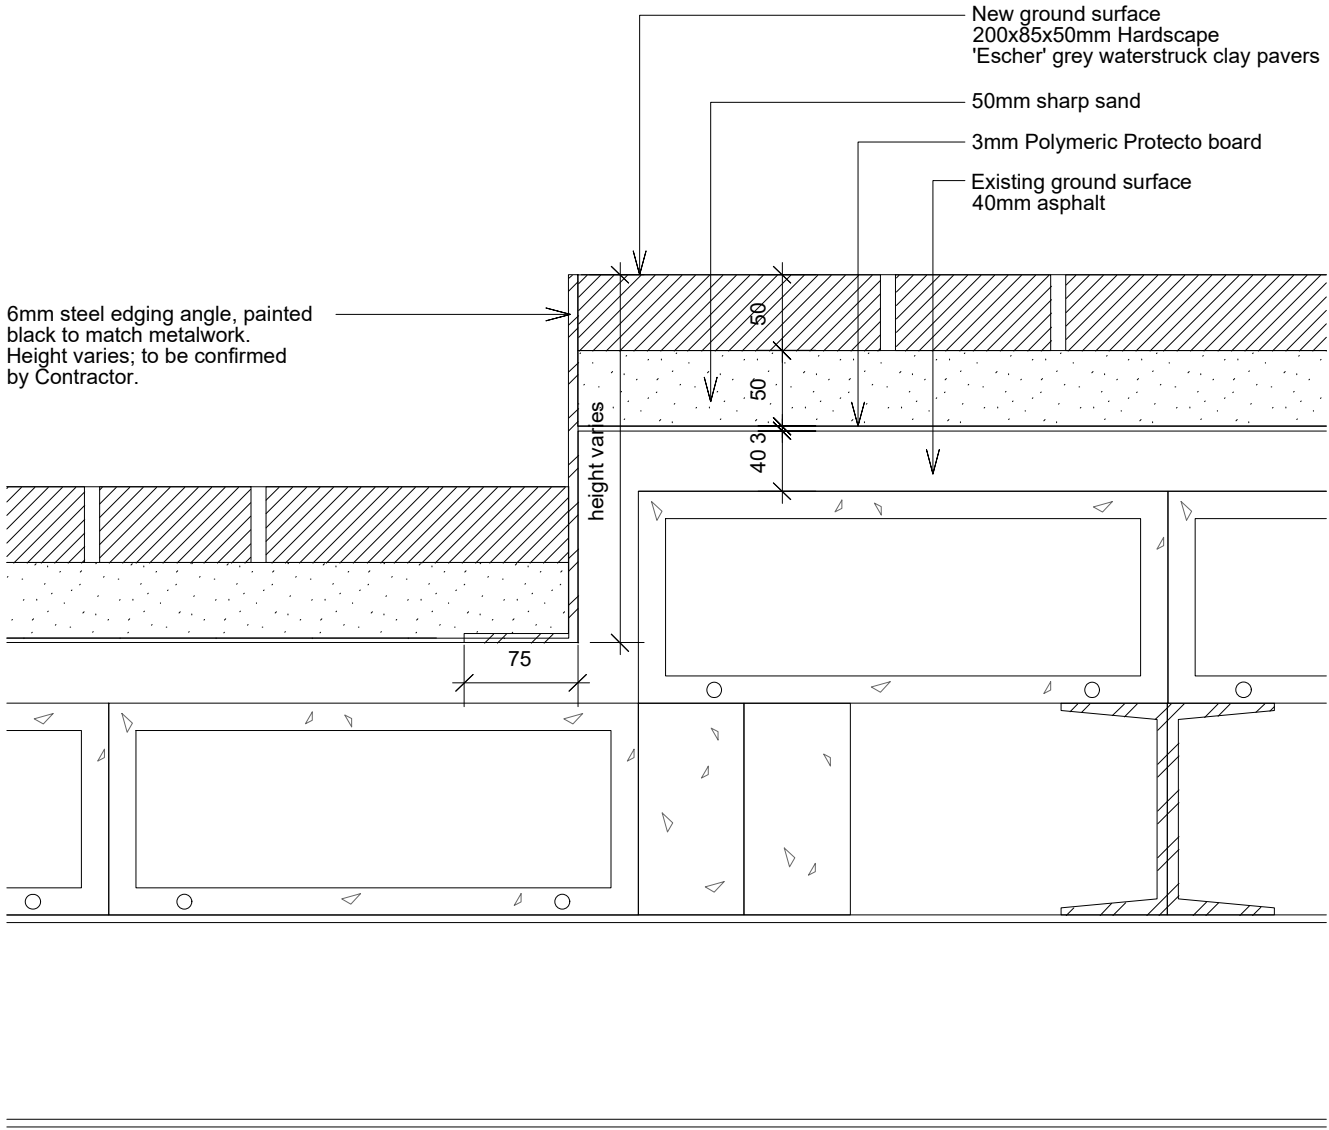 New ground surface
200x85x50mm Hardscape
'Escher' grey waterstruck clay pavers
50mm sharp sand
3mm Polymeric Protecto board
Existing ground surface
40mm asphalt
6mm steel edging angle, painted
black to match metalwork.
Height varies; to be confirmed
by Contractor.
50
50
3
40
height varies
75